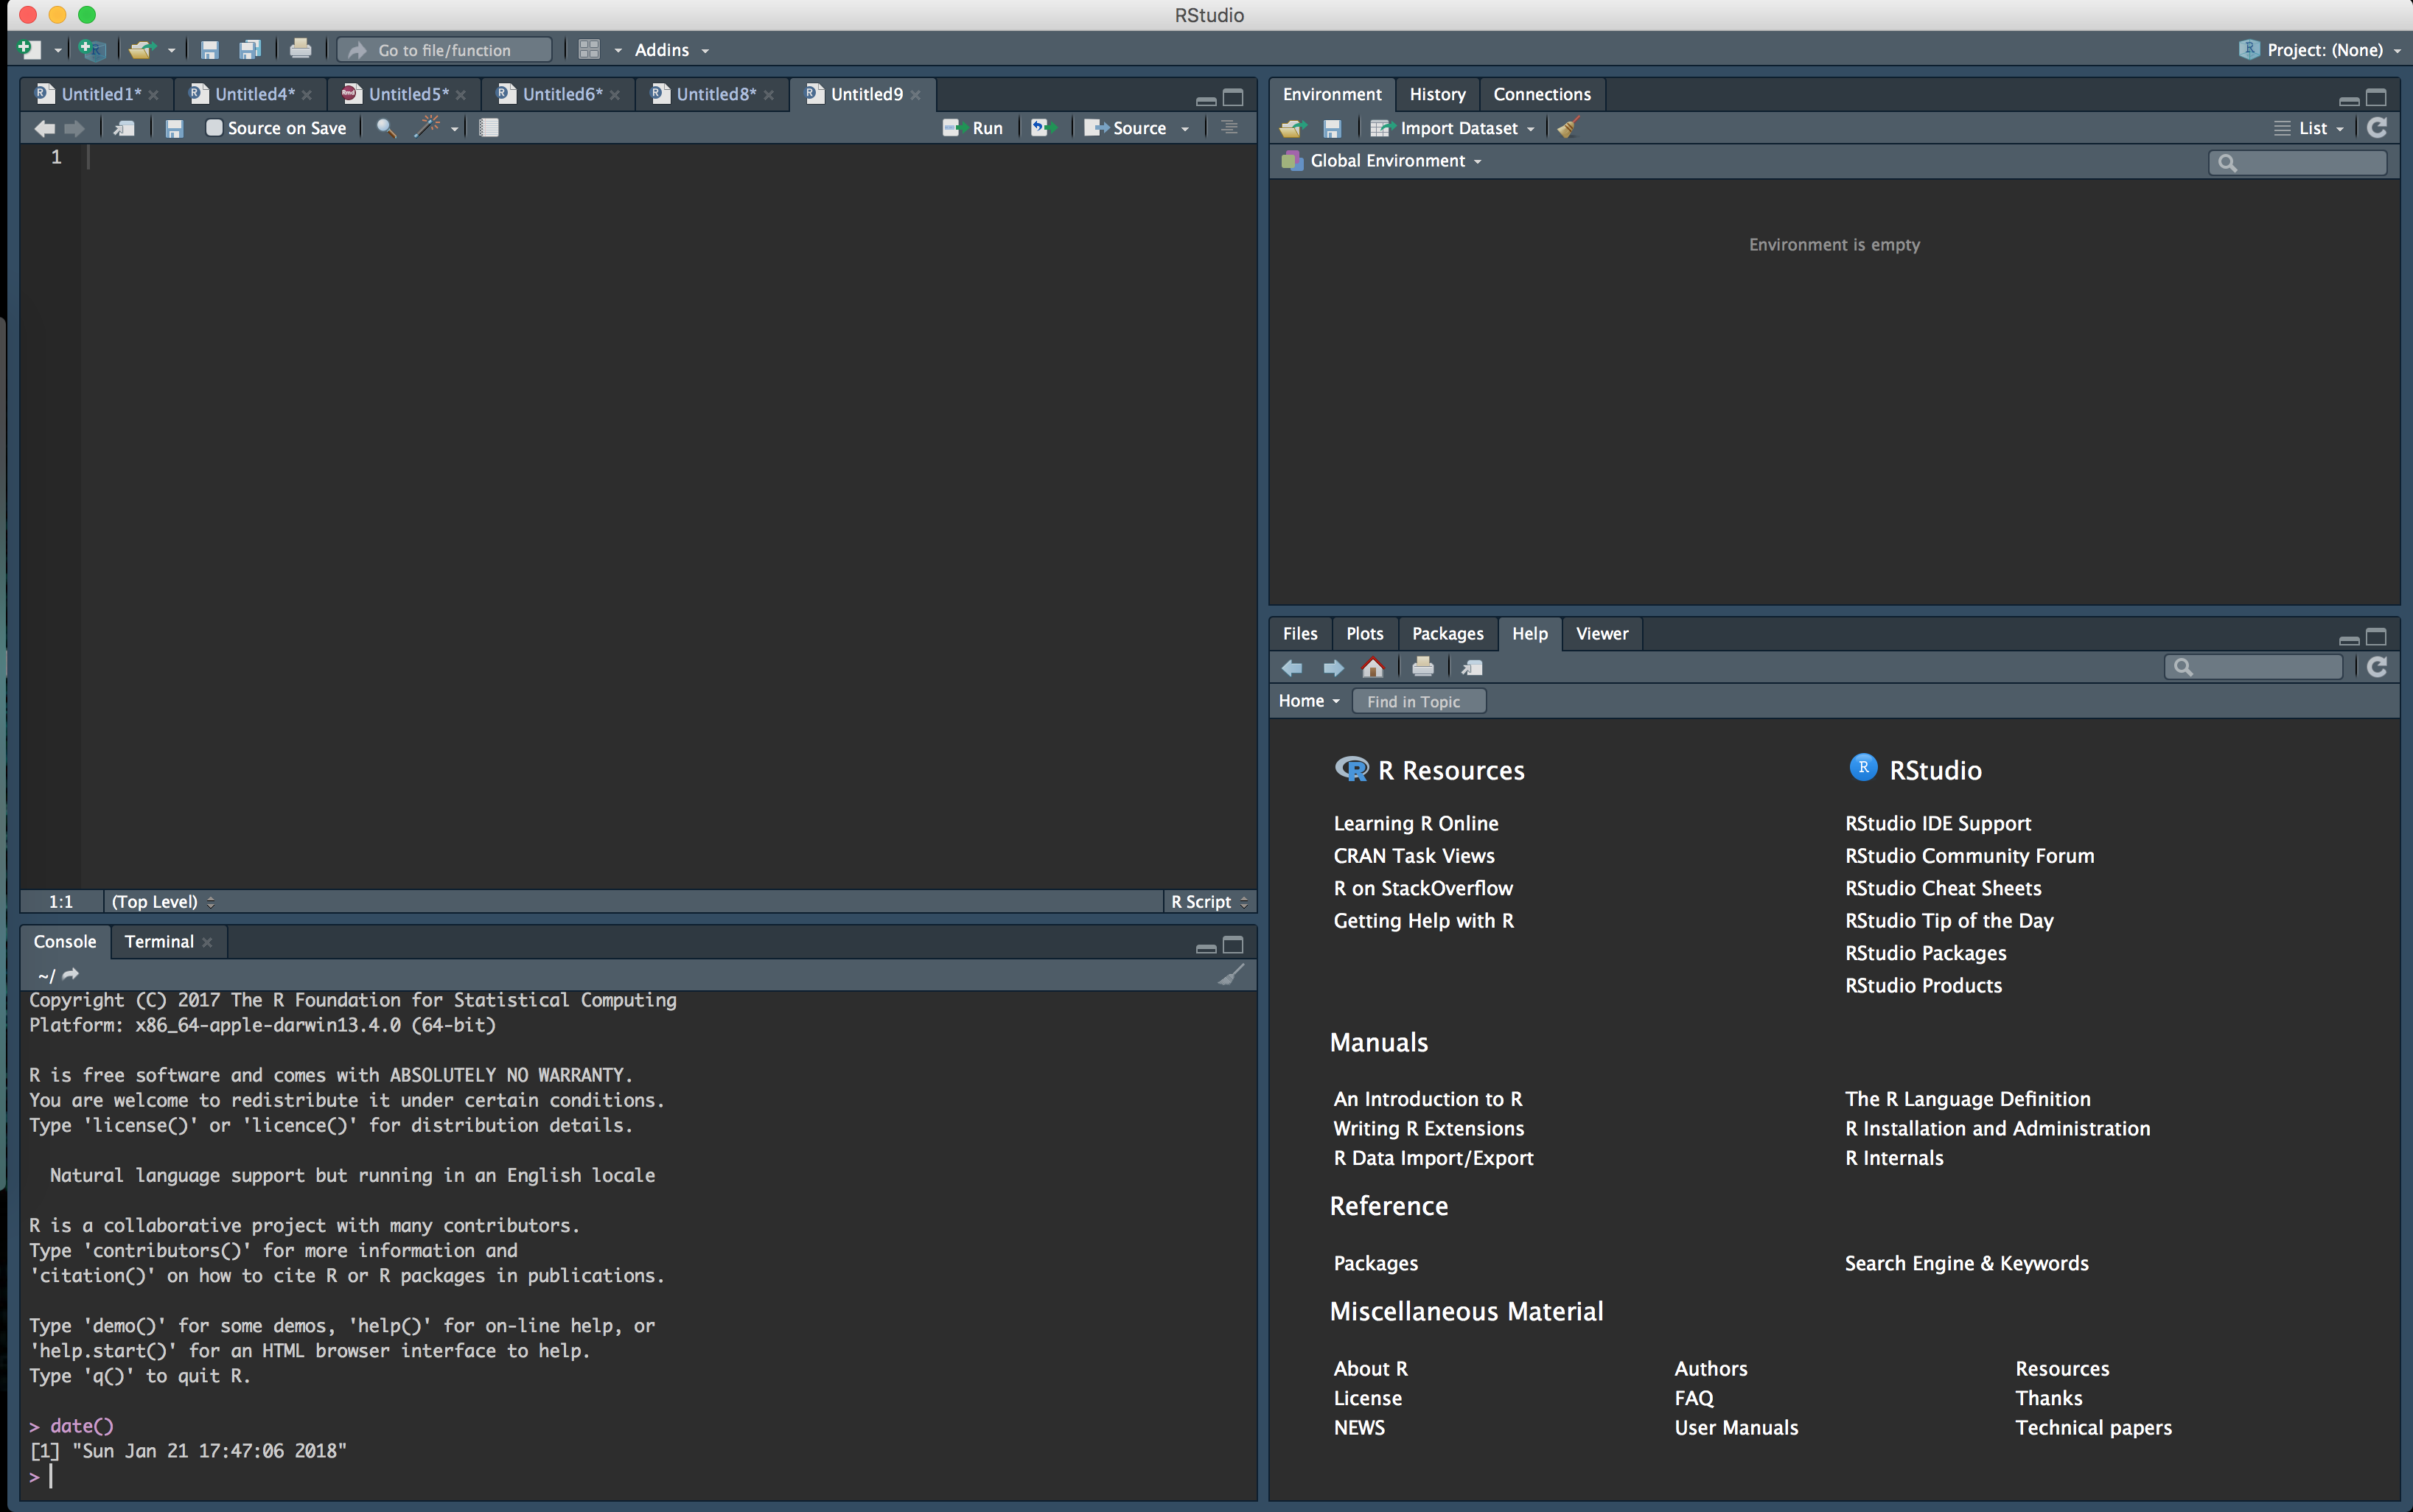 RStudio
Go to file/function
Addins
Project: (None)
Untitled1*
Untitled4*
Untitled5*
Untitled6*
Untitled8*
Untitled9
Source on Save
Run
Source
1
1:1
(Top Level)
R Script
Console
Terminal
~/
Copyright (C) 2017 The R Foundation for Statistical Computing
Platform: x86_64-apple-darwin13.4.0 (64-bit)
R is free software and comes with ABSOLUTELY NO WARRANTY.
You are welcome to redistribute it under certain conditions.
Type 'license()' or 'licence()' for distribution details.
Natural language support but running in an English locale
R is a collaborative project with many contributors.
Type 'contributors()' for more information and
'citation()' on how to cite R or R packages in publications.
Type 'demo()' for some demos, 'help()' for on-line help, or
'help.start()' for an HTML browser interface to help.
Type 'q()' to quit R.
> date()
[1] "Sun Jan 21 17:47:06 2018"
>
Environment
History
Connections
Import Dataset
List
Global Environment
Environment is empty
Files
Plots
Packages
Help
Viewer
Home
Find in Topic
R Resources
Learning R Online
CRAN Task Views
R on StackOverflow
Getting Help with R
RStudio
RStudio IDE Support
RStudio Community Forum
RStudio Cheat Sheets
RStudio Tip of the Day
RStudio Packages
RStudio Products
Manuals
An Introduction to R
The R Language Definition
Writing R Extensions
R Installation and Administration
R Data Import/Export
R Internals
Reference
Packages
Search Engine & Keywords
Miscellaneous Material
About R
Authors
Resources
License
FAQ
Thanks
NEWS
User Manuals
Technical papers